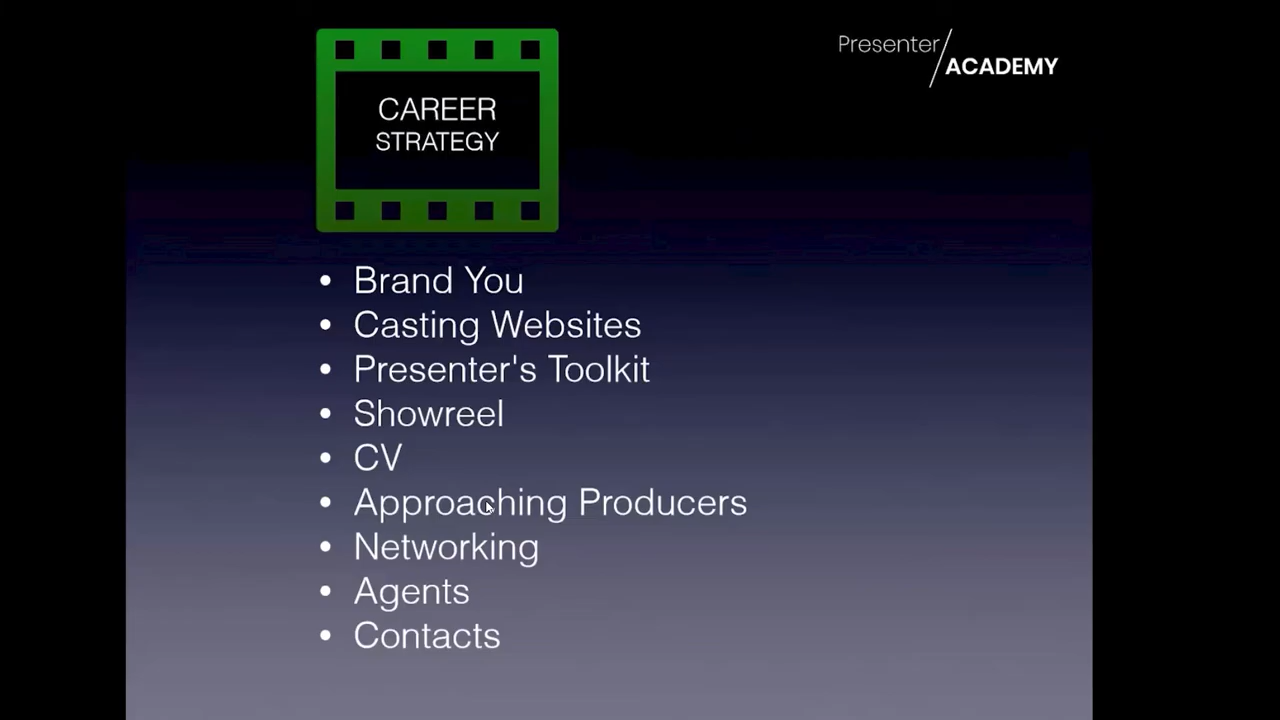 Presenter
ACADEMY
CAREER
STRATEGY
• Brand You
• Casting Websites
• Presenter's Toolkit
• Showreel
• CV
• Approaching Producers
• Networking
• Agents
• Contacts